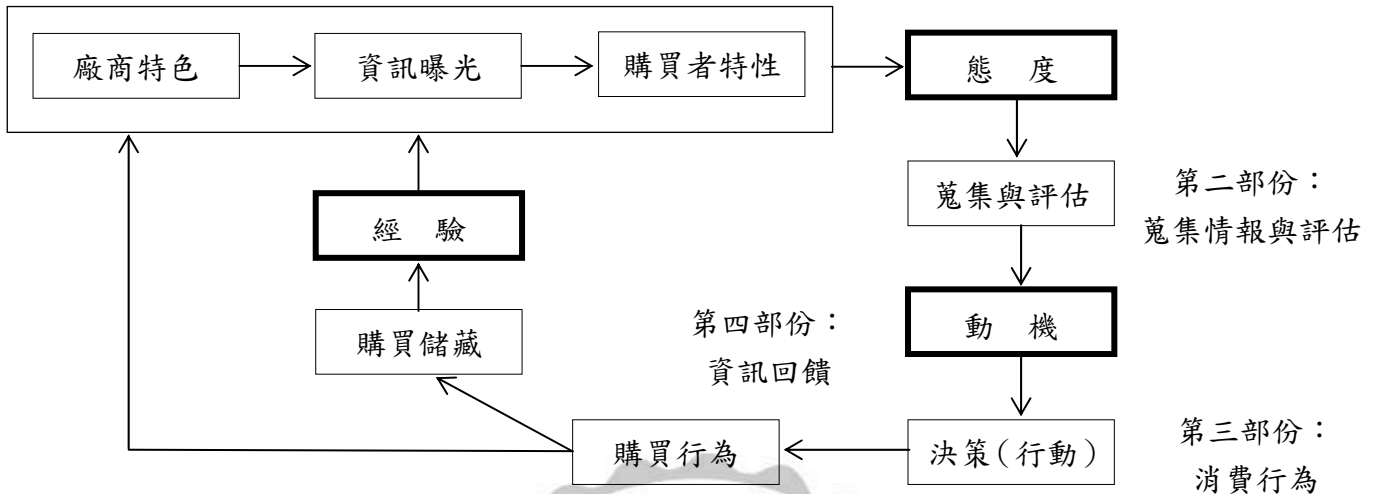 廠商特色
資訊曝光
購買者特性
態 度
蒐集與評估
第二部份：
蒐集情報與評估
經 驗
動 機
第四部份：
資訊回饋
購買儲藏
購買行為
決策(行動)
第三部份：
消費行為